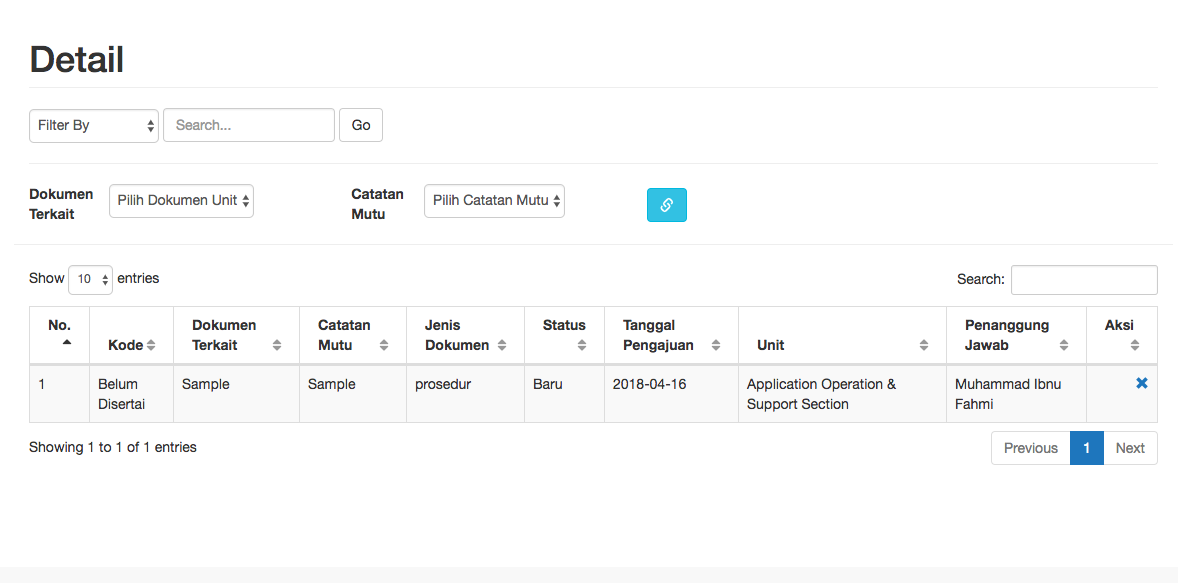 Detail
Filter By Search... Go
Dokumen Terkait Pilih Dokumen Unit Catatan Mutu Pilih Catatan Mutu
Show 10 entries Search:
No. Kode Dokumen Terkait Catatan Mutu Jenis Dokumen Status Tanggal Pengajuan Unit Penanggung Jawab Aksi
1 Belum Disertai Sample Sample prosedur Baru 2018-04-16 Application Operation & Support Section Muhammad Ibnu Fahmi
Showing 1 to 1 of 1 entries Previous 1 Next